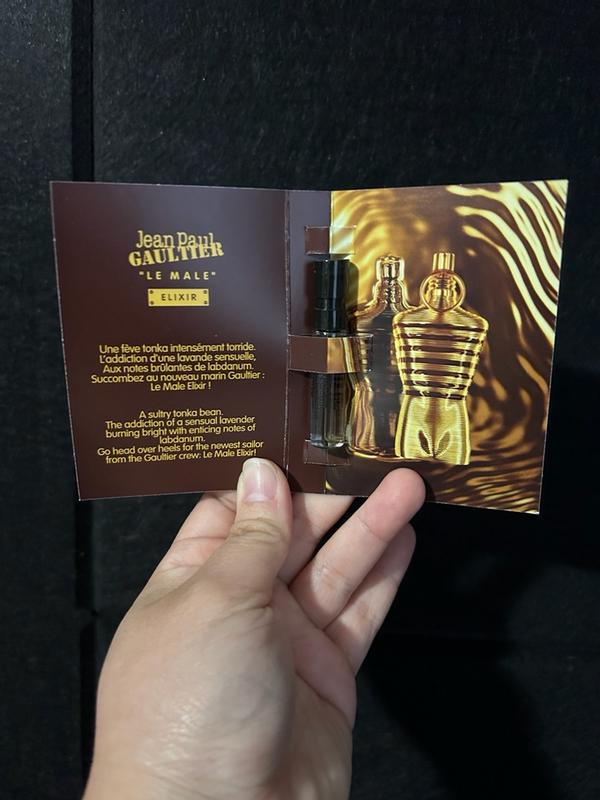 Jean Paul
GAULTIER
"LE MALE"
ELIXIR
Une fève tonka intensément torride.
L'addiction d'une lavande sensuelle,
Aux notes brûlantes de labdanum.
Succombez au nouveau marin Gaultier :
Le Male Elixir !
A sultry tonka bean.
The addiction of a sensual lavender
burning bright with enticing notes of
labdanum.
Go head over heels for the newest sailor
from the Gaultier crew: Le Male Elixir!